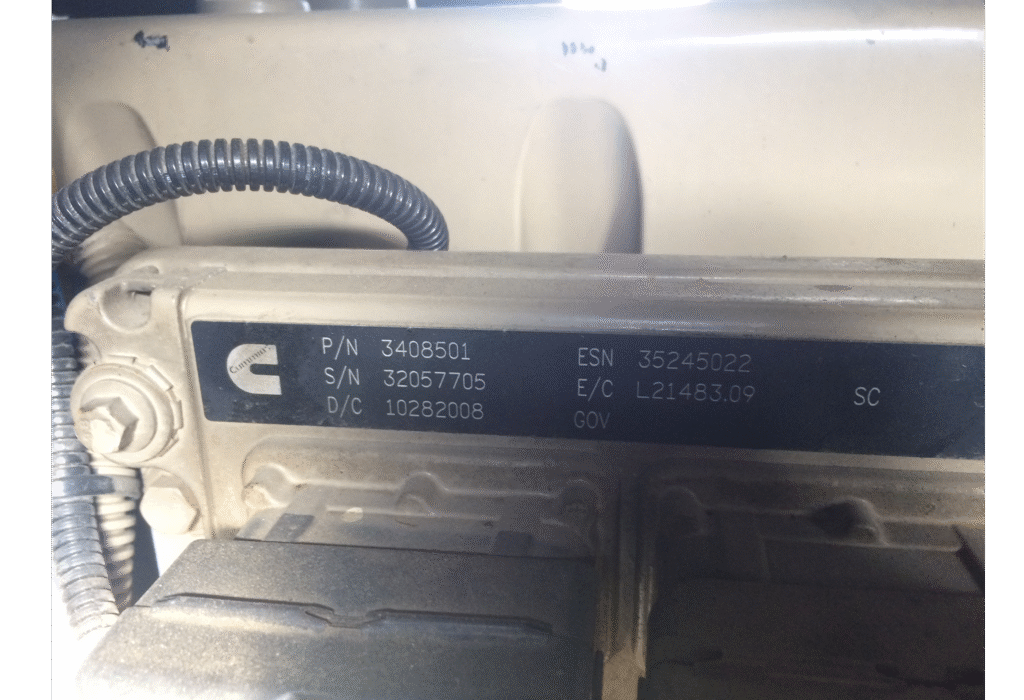 Cummins
P/N 3408501
S/N 32057705
D/C 10282008
ESN 35245022
E/C L21483.09
GOV
SC